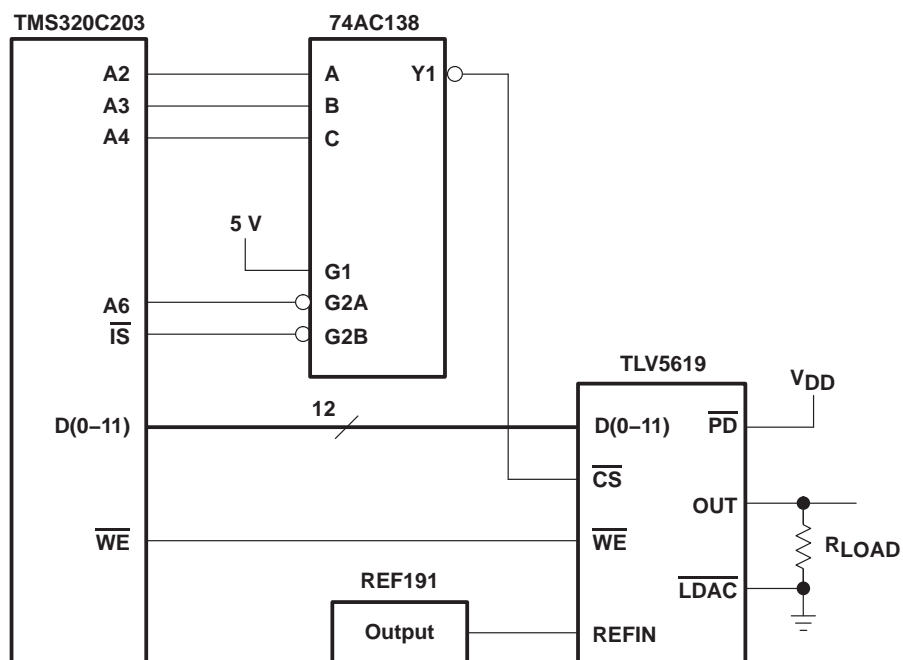 TMS320C203 74AC138
A2 A Y1
A3 B
A4 C
5 V
G1
A6 G2A
IS G2B
TLV5619
VDD
12
D(0–11) D(0–11) PD
CS
OUT
WE WE RLOAD
REF191 LDAC
Output REFIN